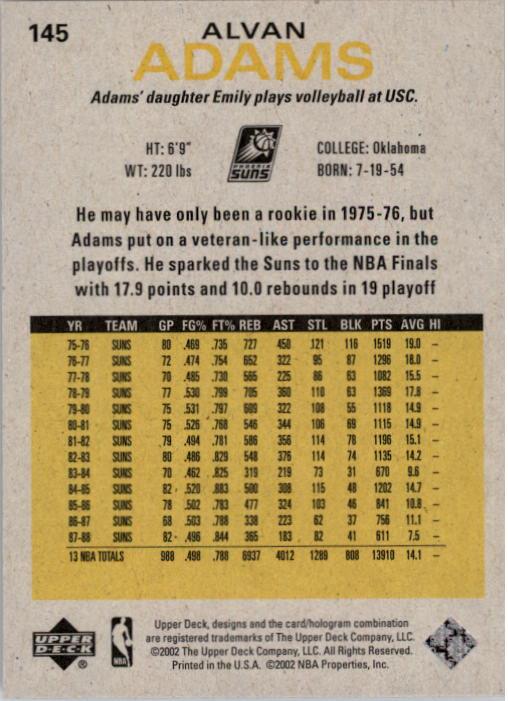 145
ALVAN
ADAMS
Adams' daughter Emily plays volleyball at USC.
HT: 6'9"
WT: 220 lbs
PHOENIX
SUNS
COLLEGE: Oklahoma
BORN: 7-19-54
He may have only been a rookie in 1975-76, but
Adams put on a veteran-like performance in the
playoffs. He sparked the Suns to the NBA Finals
with 17.9 points and 10.0 rebounds in 19 playoff
YR TEAM GP FG% FT% REB AST STL BLK PTS AVG HI
75-76 SUNS 80 .469 .735 727 450 121 116 1519 19.0 –
76-77 SUNS 72 .474 .754 652 322 95 87 1296 18.0 –
77-78 SUNS 70 .485 .730 565 225 86 63 1082 15.5 –
78-79 SUNS 77 .530 .799 705 360 110 63 1369 17.8 –
79-80 SUNS 75 .531 .797 609 322 108 55 1118 14.9 –
80-81 SUNS 75 .526 .768 546 344 106 69 1115 14.9 –
81-82 SUNS 79 .494 .781 586 356 114 78 1196 15.1 –
82-83 SUNS 80 .486 .829 548 376 114 74 1135 14.2 –
83-84 SUNS 70 .462 .825 319 219 73 31 670 9.6 –
84-85 SUNS 82 .520 .883 500 308 115 48 1202 14.7 –
85-86 SUNS 78 .502 .783 477 324 103 46 841 10.8 –
86-87 SUNS 68 .503 .788 338 223 62 37 756 11.1 –
87-88 SUNS 82 .496 .844 365 183 82 41 611 7.5 –
13 NBA TOTALS 988 .498 .788 6937 4012 1289 808 13910 14.1 –
UPPER
DECK
®
NBA
Upper Deck, designs and the card/hologram combination
are registered trademarks of The Upper Deck Company, LLC.
©2002 The Upper Deck Company, LLC. All Rights Reserved.
Printed in the U.S.A. ©2002 NBA Properties, Inc.